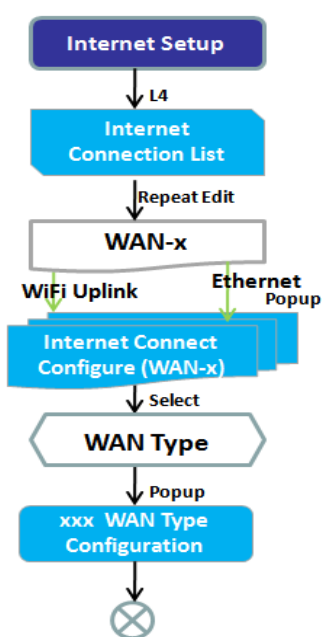 Internet Setup
L4
Internet
Connection List
Repeat Edit
WAN-x
WiFi Uplink
Ethernet
Popup
Internet Connect
Configure (WAN-x)
Select
WAN Type
Popup
xxx WAN Type
Configuration